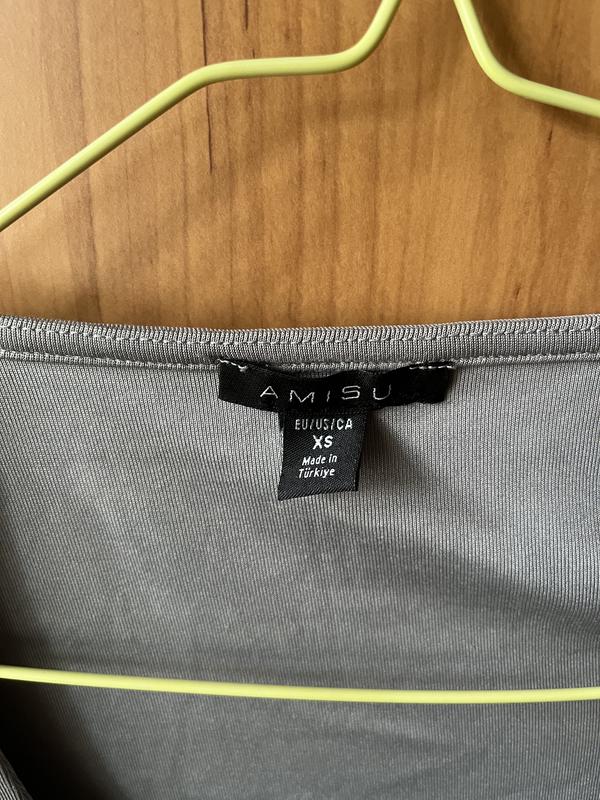 AMISU
EU/US/CA
XS
Made in
Türkiye